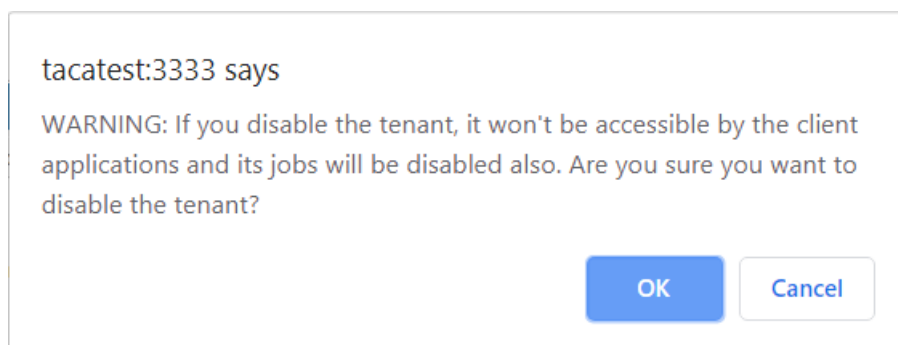 tacatest:3333 says
WARNING: If you disable the tenant, it won't be accessible by the client
applications and its jobs will be disabled also. Are you sure you want to
disable the tenant?
OK
Cancel